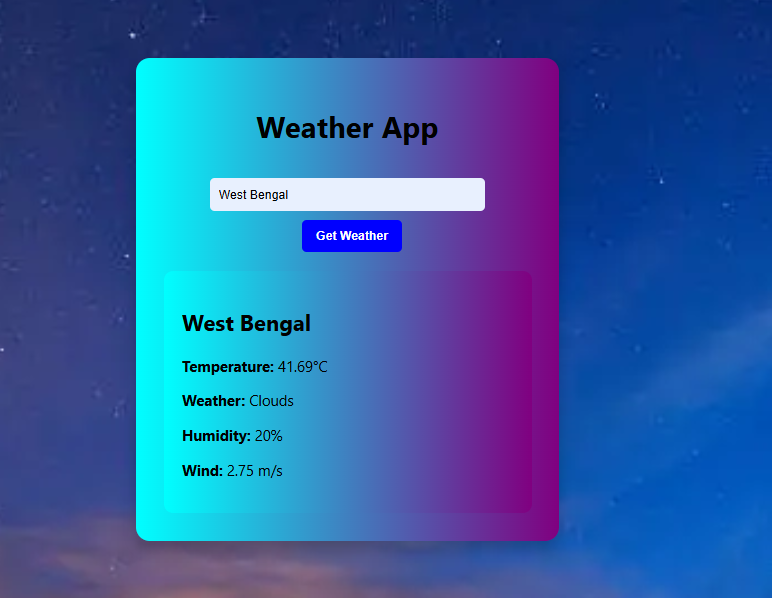 Weather App
West Bengal
Get Weather
West Bengal
Temperature: 41.69°C
Weather: Clouds
Humidity: 20%
Wind: 2.75 m/s